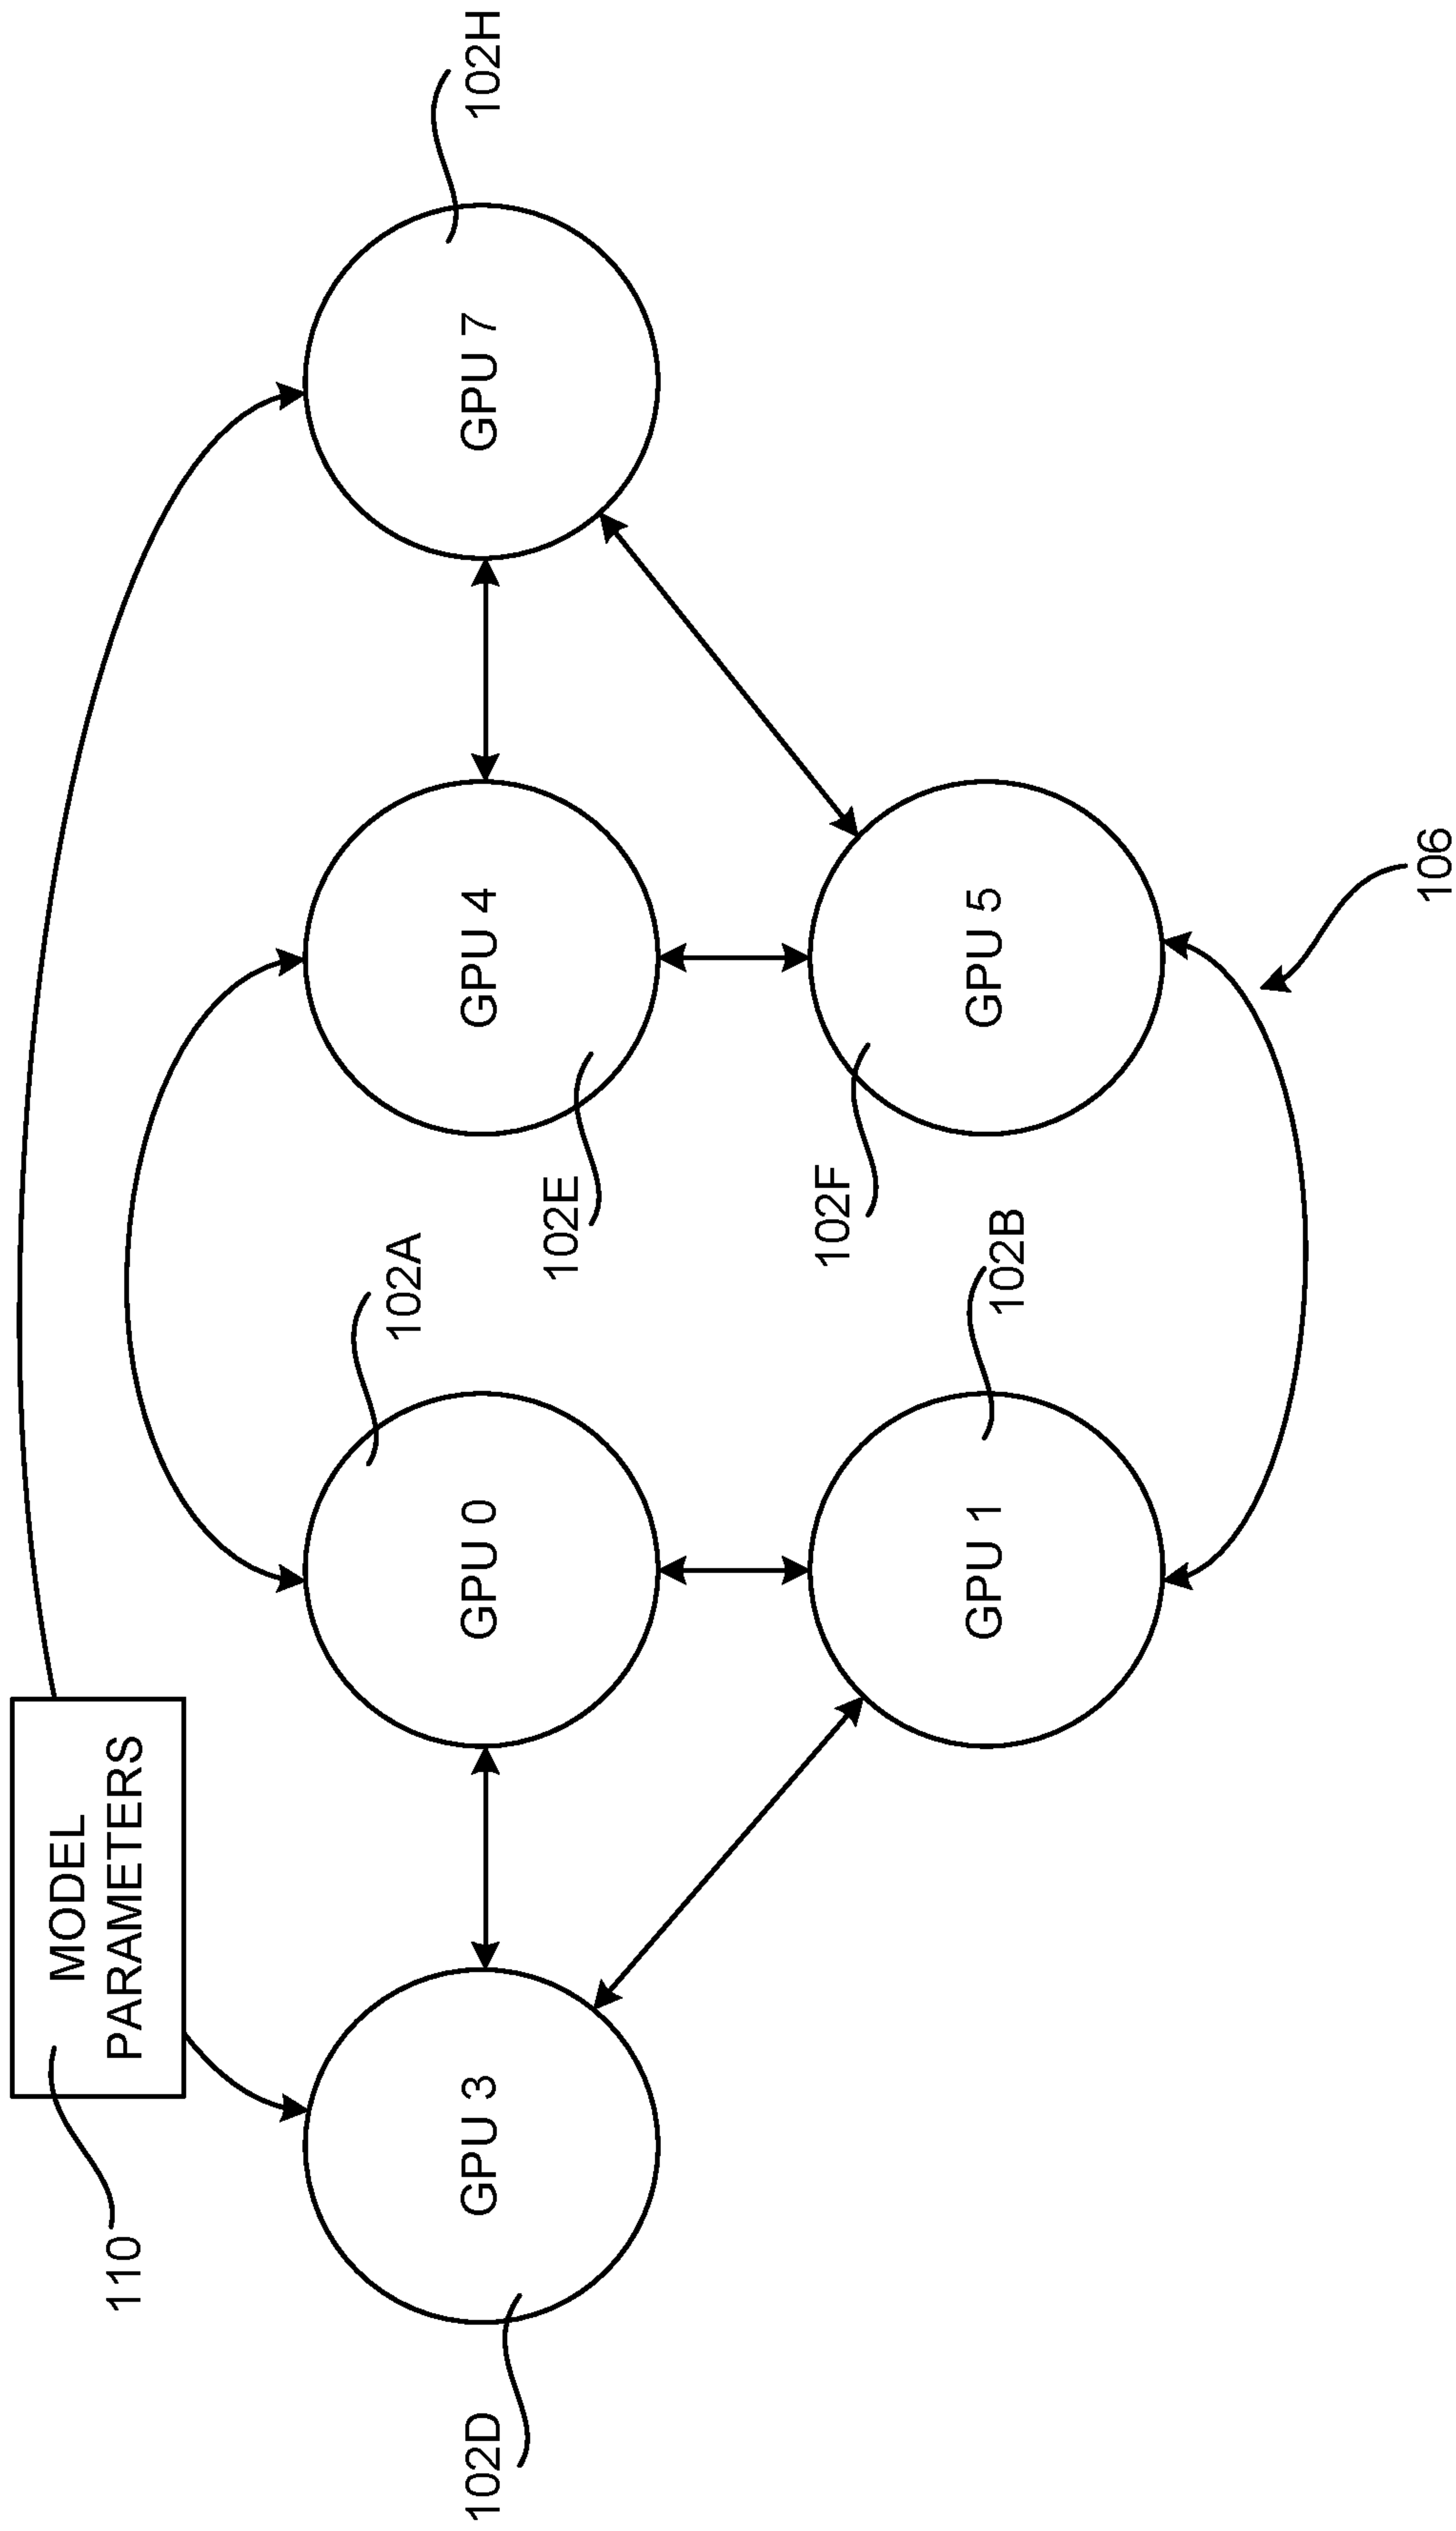 110
MODEL
PARAMETERS
102D
GPU 3
GPU 0
102A
GPU 4
102E
GPU 7
102H
GPU 1
102B
GPU 5
102F
106